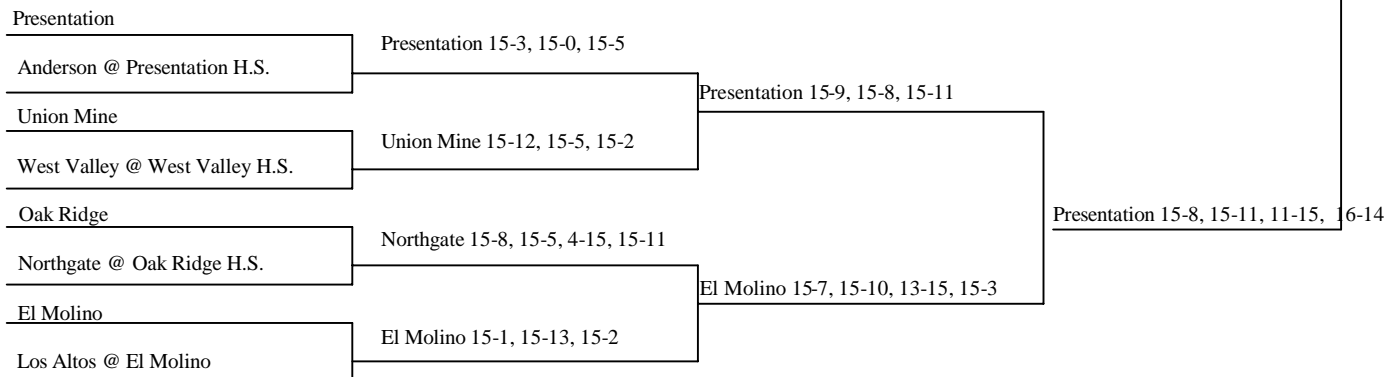 Presentation
Anderson @ Presentation H.S.
Presentation 15-3, 15-0, 15-5
Presentation 15-9, 15-8, 15-11
Union Mine
West Valley @ West Valley H.S.
Union Mine 15-12, 15-5, 15-2
Oak Ridge
Northgate @ Oak Ridge H.S.
Northgate 15-8, 15-5, 4-15, 15-11
Presentation 15-8, 15-11, 11-15, 16-14
El Molino 15-7, 15-10, 13-15, 15-3
El Molino
Los Altos @ El Molino
El Molino 15-1, 15-13, 15-2